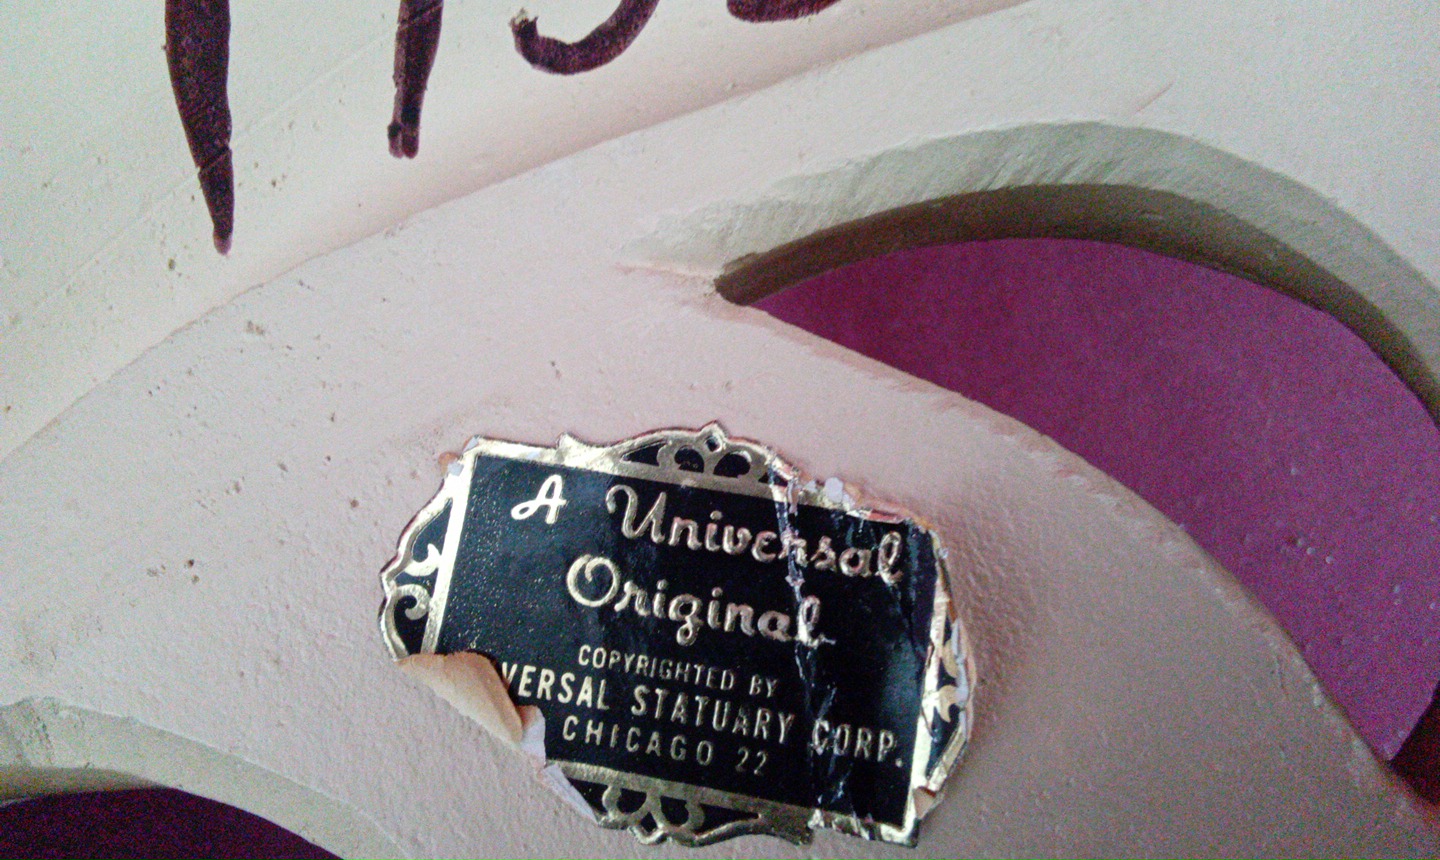 A Universal
Original
COPYRIGHTED BY
VERSAL STATUARY CORP.
CHICAGO 22